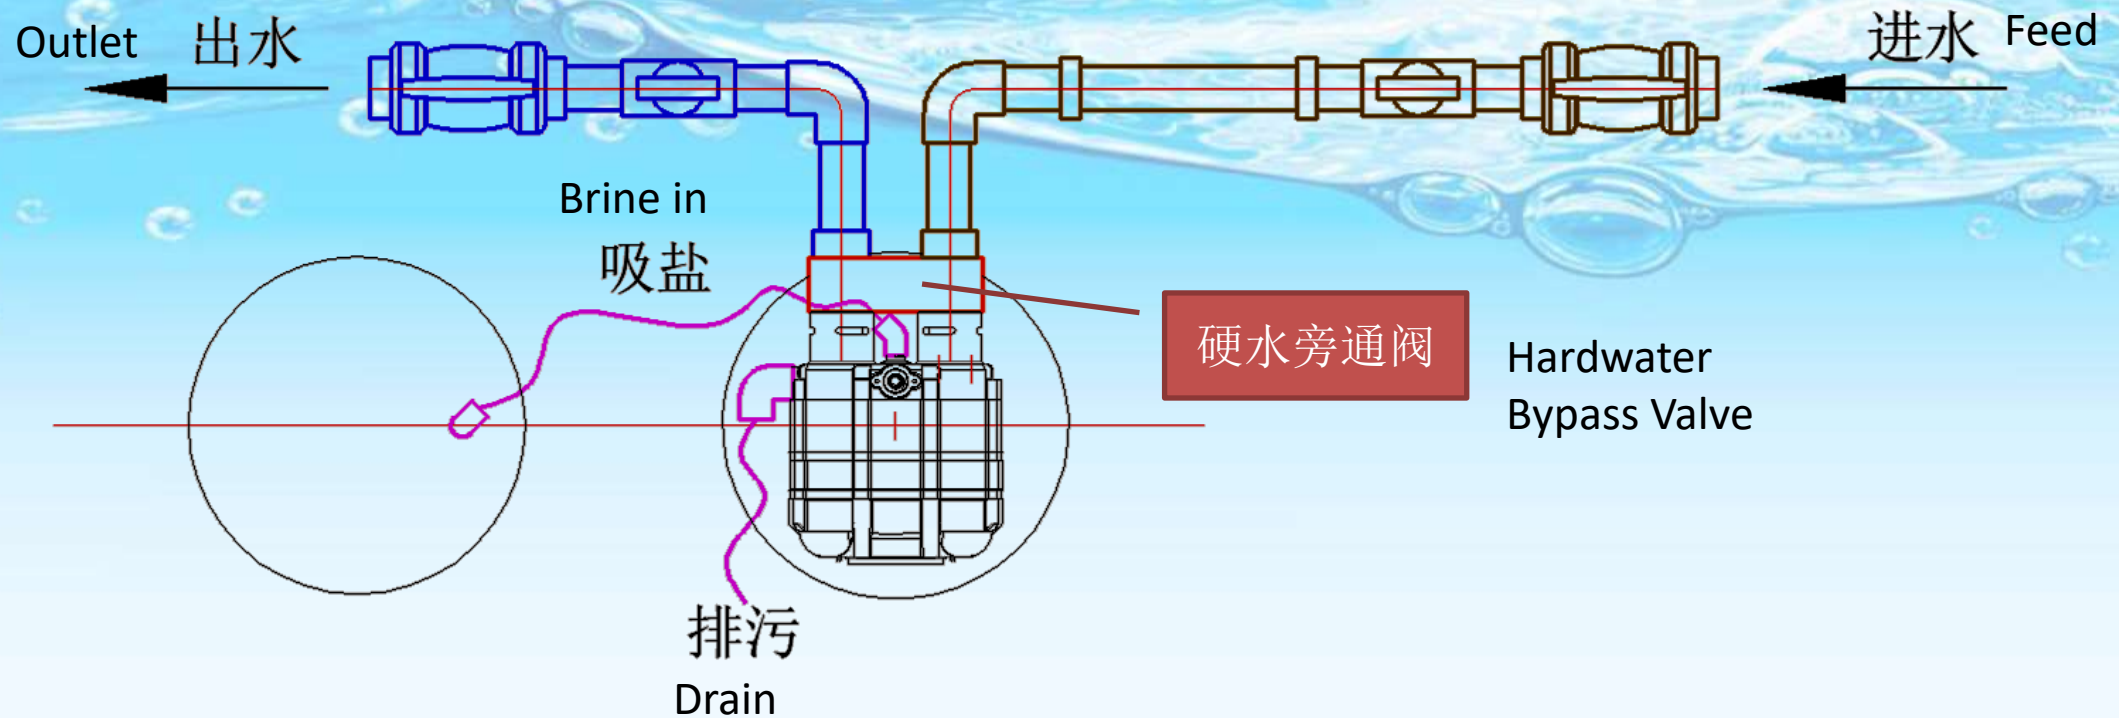 Outlet 出水
进水 Feed
Brine in
吸盐
硬水旁通阀
Hardwater
Bypass Valve
排污
Drain